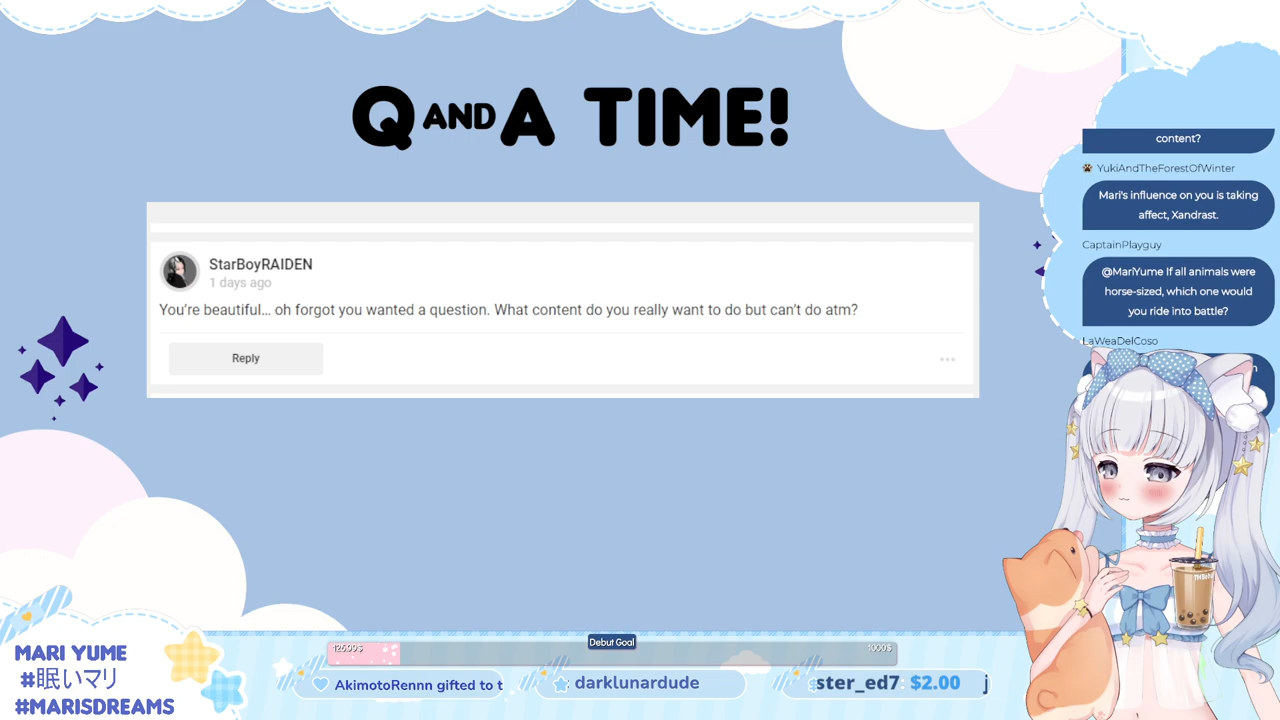 Q AND A TIME!
StarBoyRAIDEN
1 days ago
You're beautiful... oh forgot you wanted a question. What content do you really want to do but can't do atm?
Reply
content?
YukiAndTheForestOfWinter
Mari's influence on you is taking
affect, Xandrast.
CaptainPlayguy
@MariYume If all animals were
horse-sized, which one would
you ride into battle?
LaWeaDelCoso
Debut Goal
126.99$
1000$
MARI YUME
#眠いマリ
#MARISDREAMS
AkimotoRennn gifted to t
darklunardude
ster_ed7: $2.00